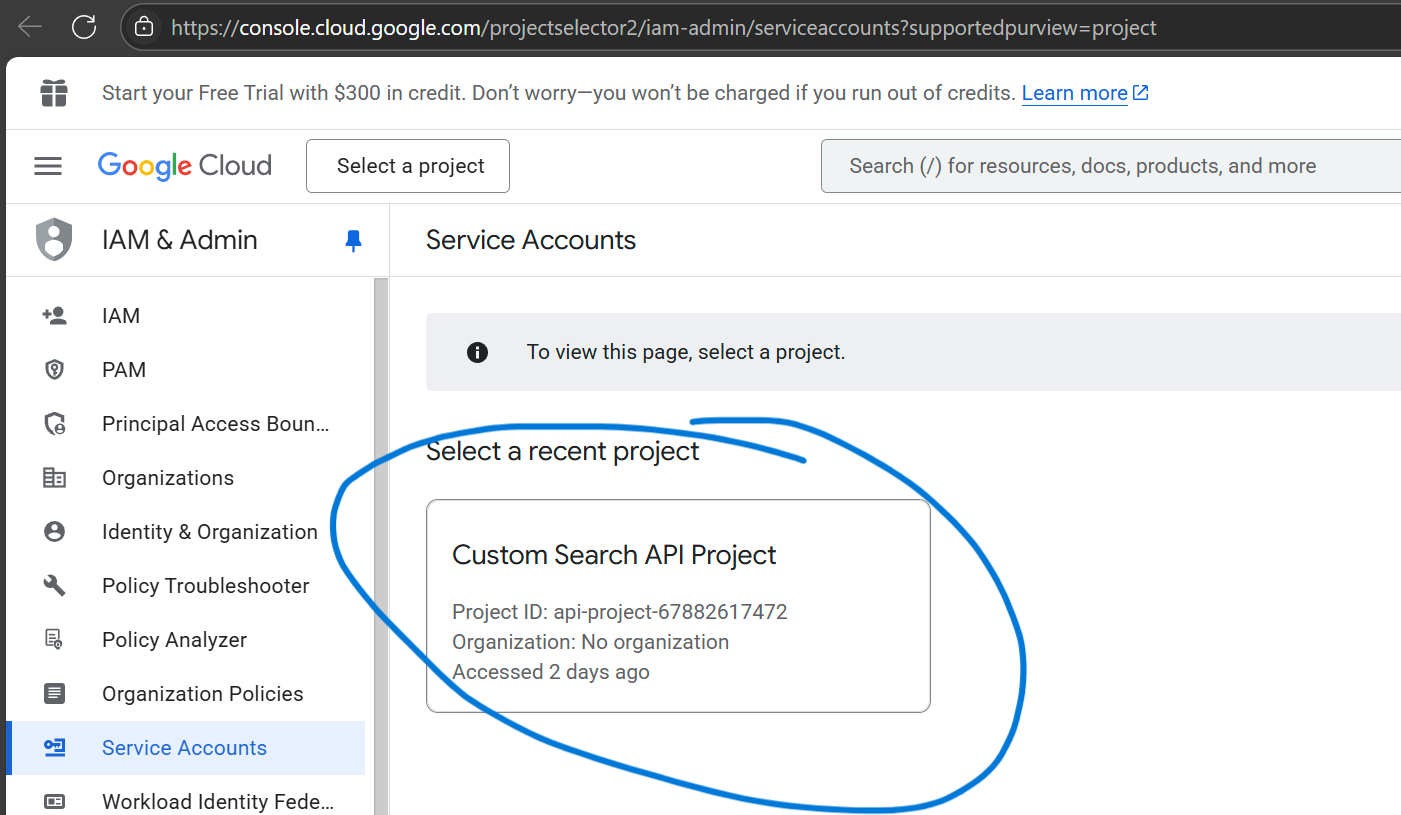 https://console.cloud.google.com/projectselector2/iam-admin/serviceaccounts?supportedpurview=project
Start your Free Trial with $300 in credit. Don’t worry—you won’t be charged if you run out of credits. Learn more
Google Cloud
Select a project
Search (/) for resources, docs, products, and more
IAM & Admin
Service Accounts
IAM
PAM
Principal Access Boun...
Organizations
Identity & Organization
Policy Troubleshooter
Policy Analyzer
Organization Policies
Service Accounts
Workload Identity Fede...
To view this page, select a project.
Select a recent project
Custom Search API Project
Project ID: api-project-67882617472
Organization: No organization
Accessed 2 days ago